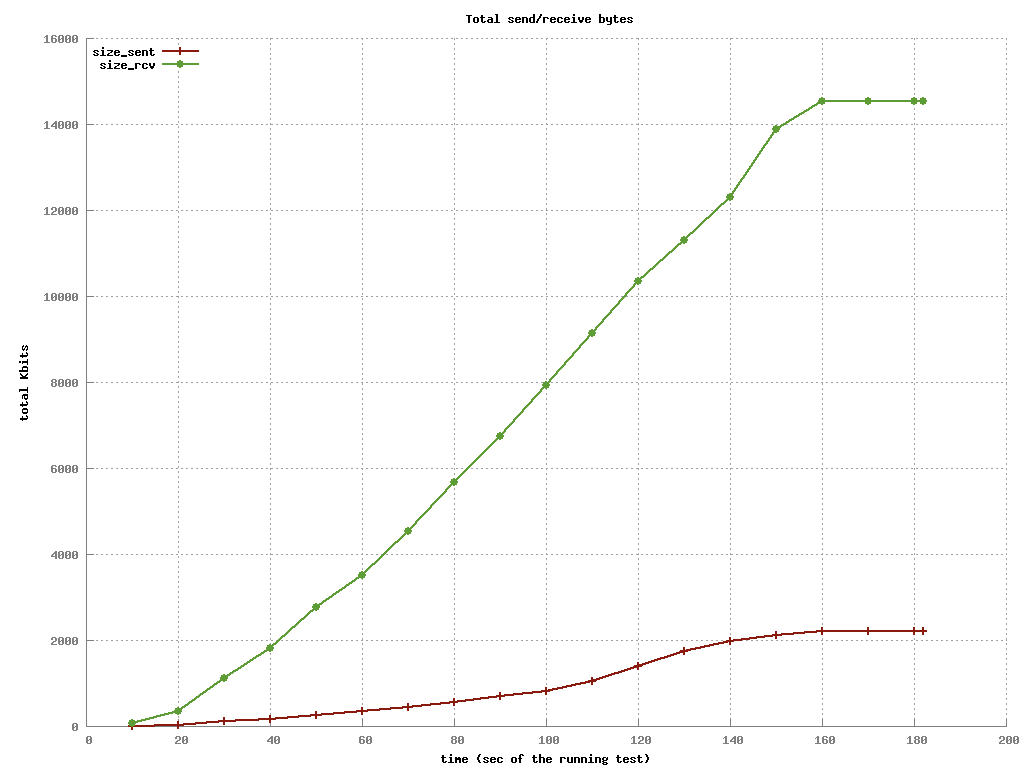 Total send/receive bytes
16000
size_sent
size_rcv
14000
12000
10000
total Kbits
8000
6000
4000
2000
0
0 20 40 60 80 100 120 140 160 180 200
time (sec of the running test)